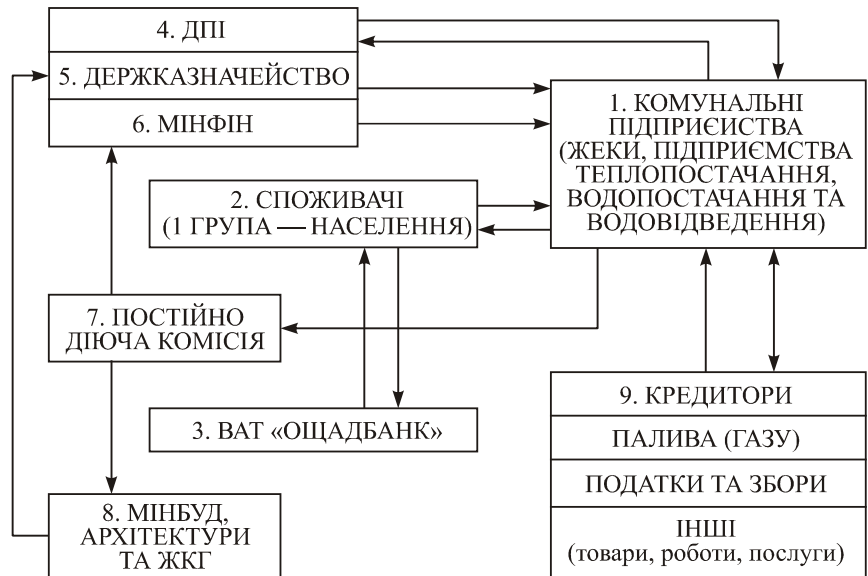 4. ДПІ
5. ДЕРЖКАЗНАЧЕЙСТВО
6. МІНФІН
1. КОМУНАЛЬНІ
ПІДПРИЄИСТВА
(ЖЕКИ, ПІДПРИЄМСТВА
ТЕПЛОПОСТАЧАННЯ,
ВОДОПОСТАЧАННЯ ТА
ВОДОВІДВЕДЕННЯ)
2. СПОЖИВАЧІ
(1 ГРУПА — НАСЕЛЕННЯ)
7. ПОСТІЙНО
ДІЮЧА КОМІСІЯ
3. ВАТ «ОЩАДБАНК»
8. МІНБУД,
АРХІТЕКТУРИ
ТА ЖКГ
9. КРЕДИТОРИ
ПАЛИВА (ГАЗУ)
ПОДАТКИ ТА ЗБОРИ
ІНШІ
(товари, роботи, послуги)